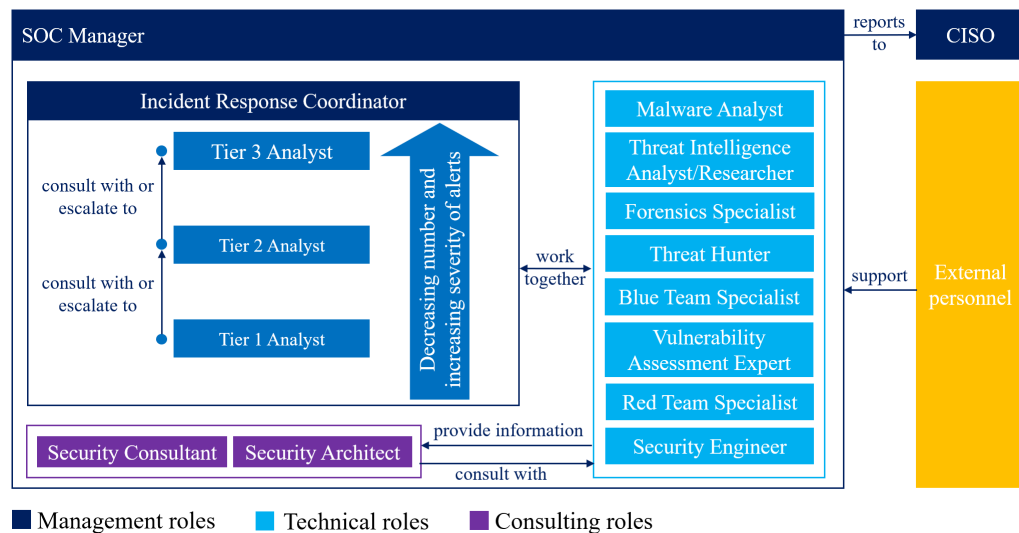 SOC Manager
reports
to
CISO
Incident Response Coordinator
Tier 3 Analyst
consult with or
escalate to
Tier 2 Analyst
consult with or
escalate to
Tier 1 Analyst
Decreasing number and
increasing severity of alerts
work
together
Malware Analyst
Threat Intelligence
Analyst/Researcher
Forensics Specialist
Threat Hunter
Blue Team Specialist
Vulnerability
Assessment Expert
Red Team Specialist
Security Engineer
support
External
personnel
Security Consultant
Security Architect
provide information
consult with
Management roles
Technical roles
Consulting roles